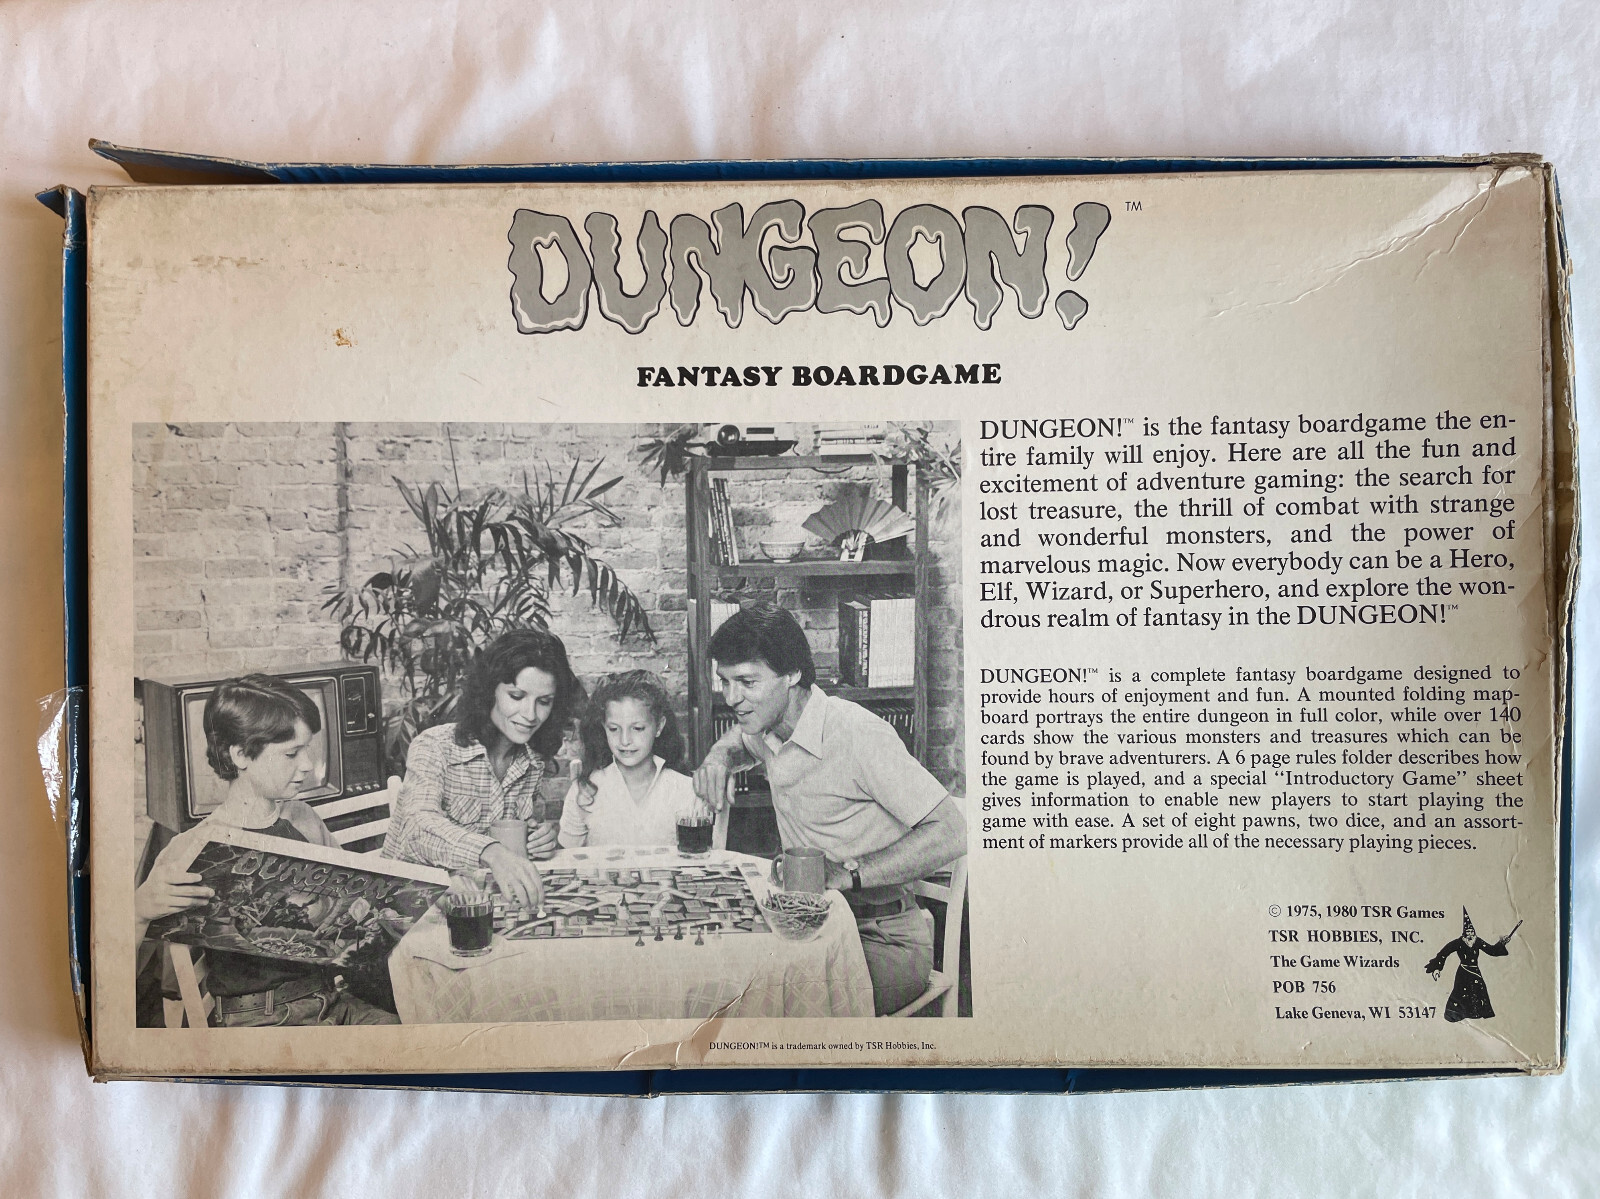 DUNGEON! TM
FANTASY BOARDGAME
DUNGEON!™ is the fantasy boardgame the en-
tire family will enjoy. Here are all the fun and
excitement of adventure gaming: the search for
lost treasure, the thrill of combat with strange
and wonderful monsters, and the power of
marvelous magic. Now everybody can be a Hero,
Elf, Wizard, or Superhero, and explore the won-
drous realm of fantasy in the DUNGEON!™
DUNGEON!™ is a complete fantasy boardgame designed to
provide hours of enjoyment and fun. A mounted folding map-
board portrays the entire dungeon in full color, while over 140
cards show the various monsters and treasures which can be
found by brave adventurers. A 6 page rules folder describes how
the game is played, and a special “Introductory Game” sheet
gives information to enable new players to start playing the
game with ease. A set of eight pawns, two dice, and an assort-
ment of markers provide all of the necessary playing pieces.
DUNGEON!
© 1975, 1980 TSR Games
TSR HOBBIES, INC.
The Game Wizards
POB 756
Lake Geneva, WI 53147
DUNGEON!TM is a trademark owned by TSR Hobbies, Inc.